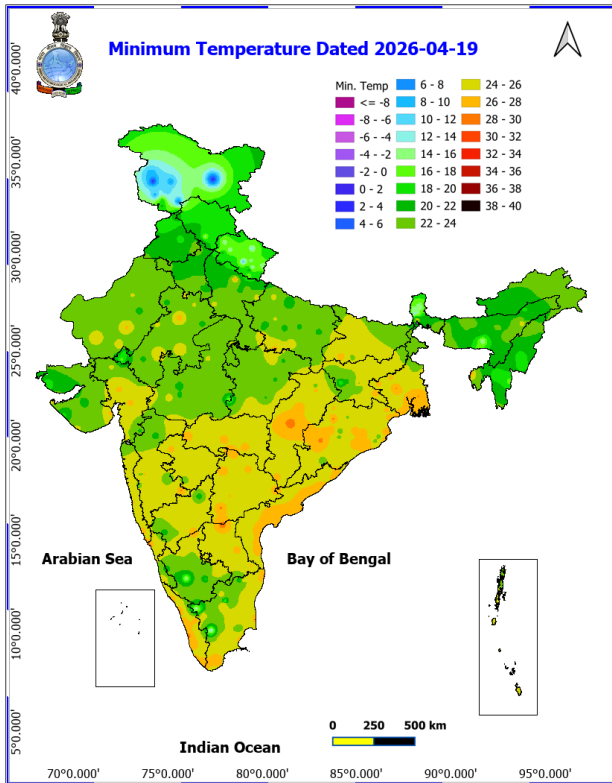 Minimum Temperature Dated 2026-04-19
Min. Temp
<= -8
-8 - -6
-6 - -4
-4 - -2
-2 - 0
0 - 2
2 - 4
4 - 6
6 - 8
8 - 10
10 - 12
12 - 14
14 - 16
16 - 18
18 - 20
20 - 22
22 - 24
24 - 26
26 - 28
28 - 30
30 - 32
32 - 34
34 - 36
36 - 38
38 - 40
40°0.000'
35°0.000'
30°0.000'
25°0.000'
20°0.000'
15°0.000'
10°0.000'
5°0.000'
Arabian Sea
Bay of Bengal
Indian Ocean
0 250 500 km
70°0.000' 75°0.000' 80°0.000' 85°0.000' 90°0.000' 95°0.000'